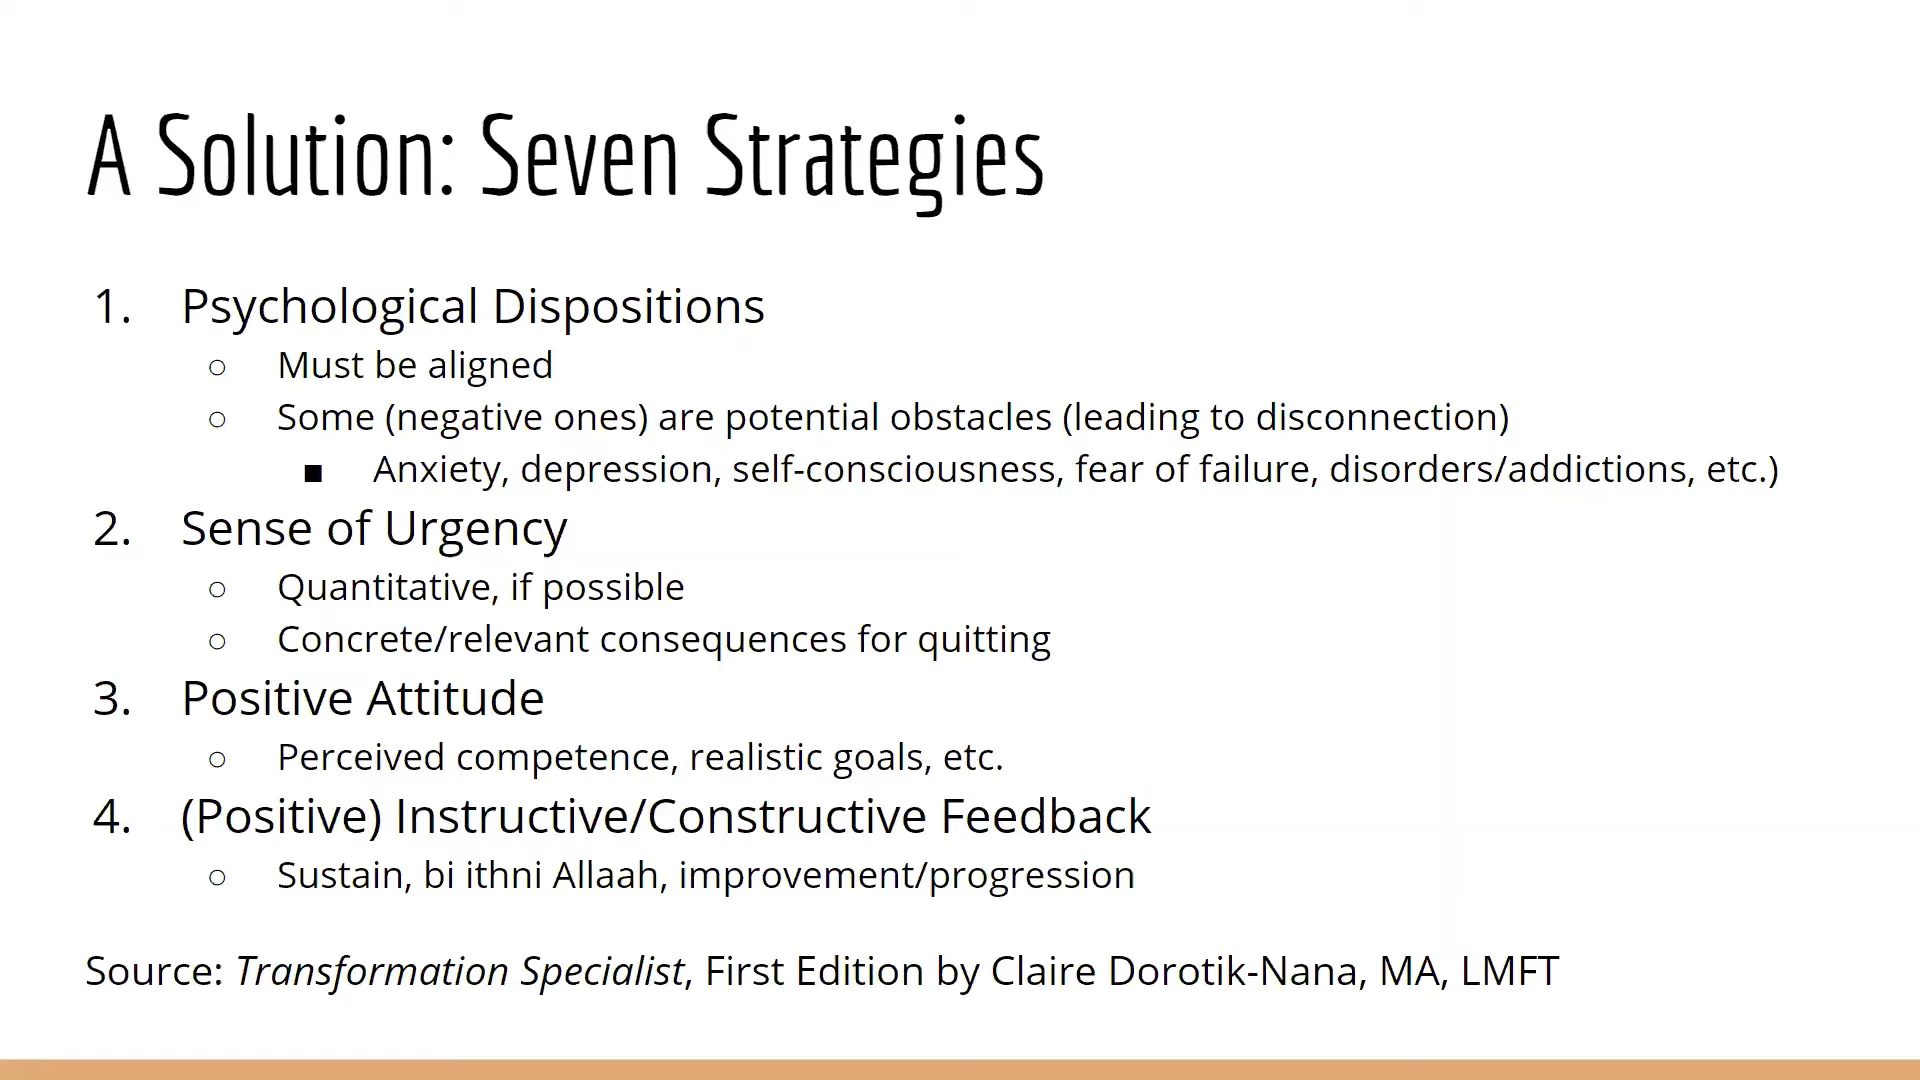 A Solution: Seven Strategies
1. Psychological Dispositions
○ Must be aligned
○ Some (negative ones) are potential obstacles (leading to disconnection)
■ Anxiety, depression, self-consciousness, fear of failure, disorders/addictions, etc.)
2. Sense of Urgency
○ Quantitative, if possible
○ Concrete/relevant consequences for quitting
3. Positive Attitude
○ Perceived competence, realistic goals, etc.
4. (Positive) Instructive/Constructive Feedback
○ Sustain, bi ithni Allaah, improvement/progression
Source: Transformation Specialist, First Edition by Claire Dorotik-Nana, MA, LMFT